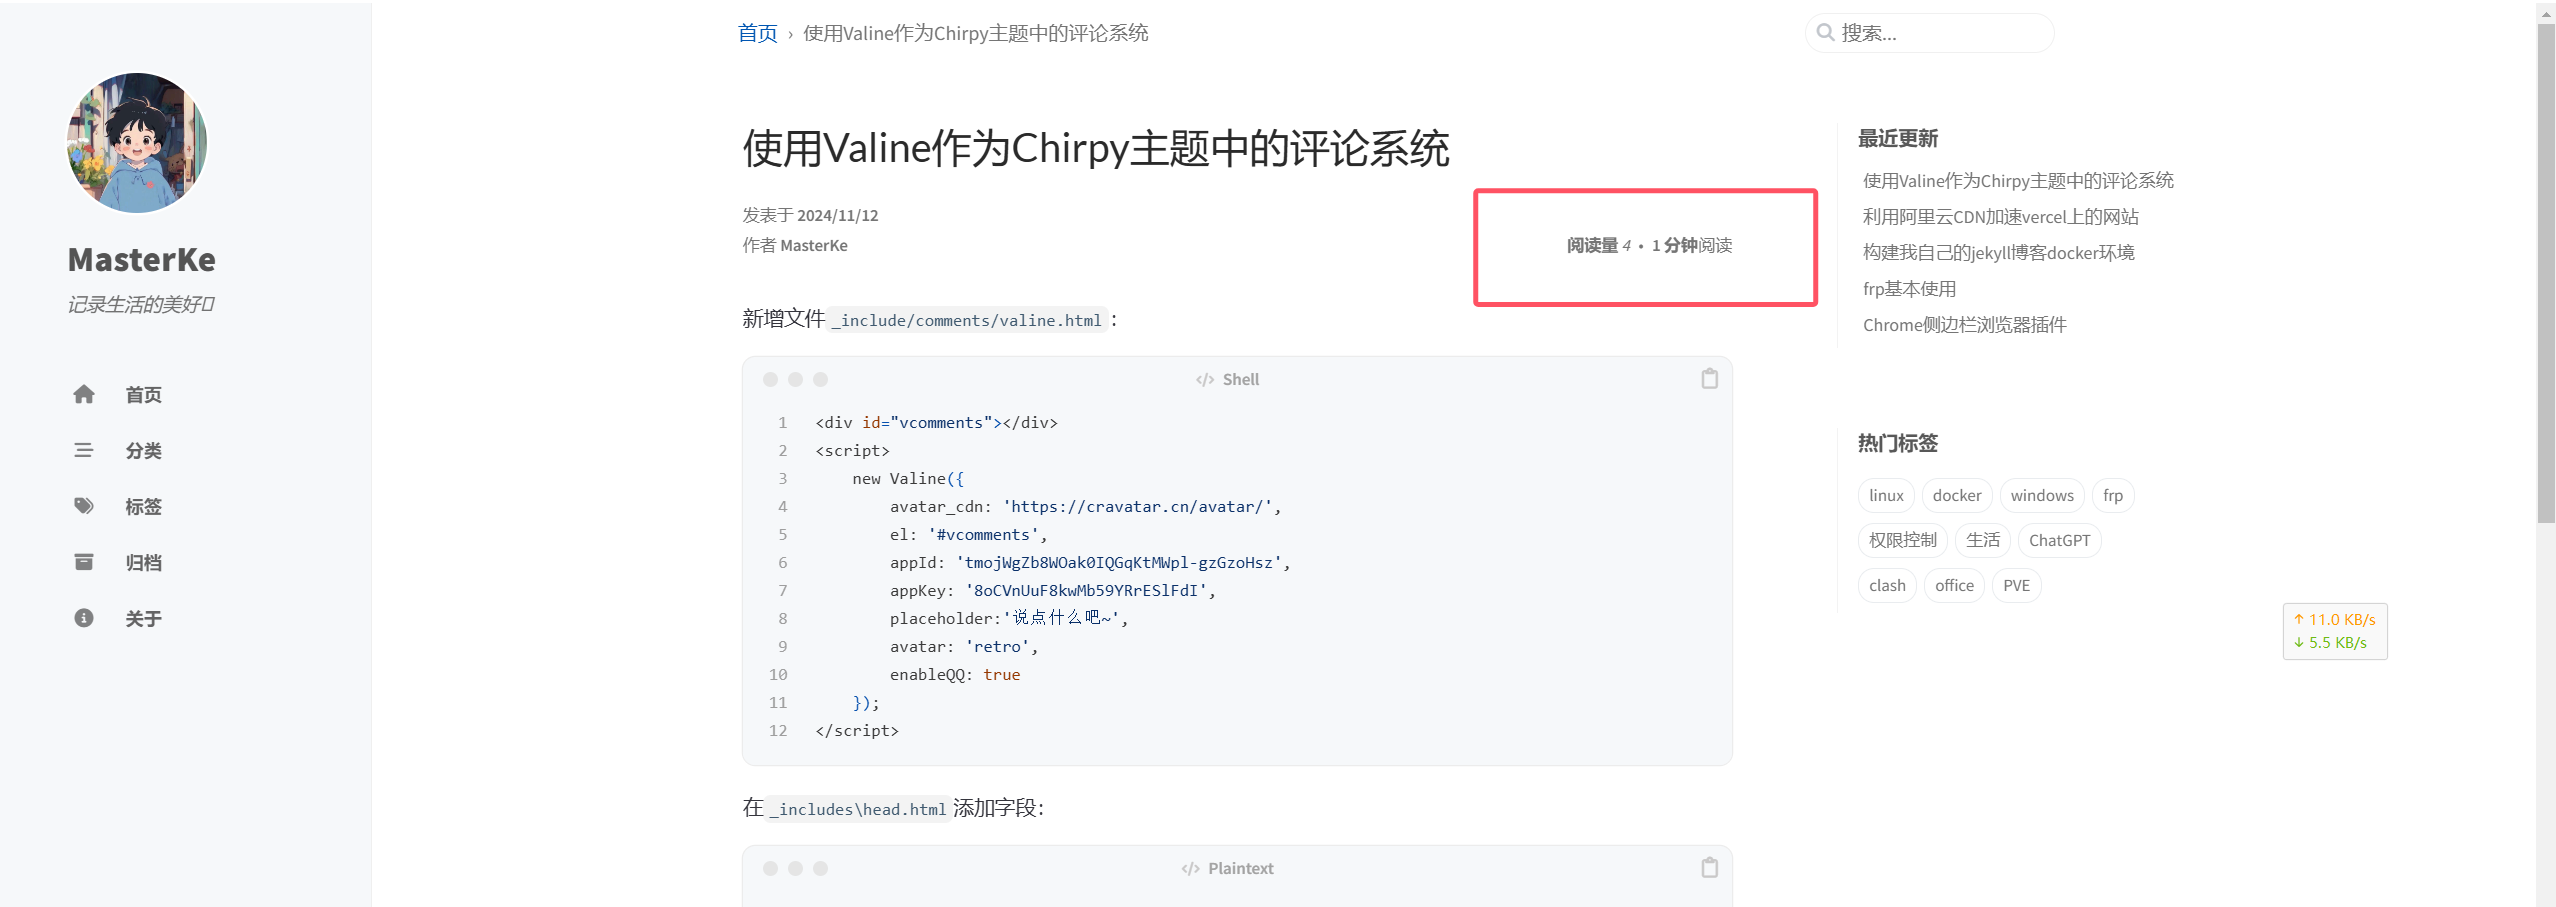 首页 › 使用Valine作为Chirpy主题中的评论系统
搜索...
MasterKe
记录生活的美好
首页
分类
标签
归档
关于
使用Valine作为Chirpy主题中的评论系统
发表于 2024/11/12
作者 MasterKe
阅读量 4 • 1 分钟阅读
新增文件 _include/comments/valine.html :
</> Shell
1 <div id="vcomments"></div>
2 <script>
3     new Valine({
4         avatar_cdn: 'https://cravatar.cn/avatar/',
5         el: '#vcomments',
6         appId: 'tmojWgZb8WOak0IQGqKtMWpl-gzGzoHsz',
7         appKey: '8oCVnUuF8kwMb59YRrESlFdI',
8         placeholder:'说点什么吧~',
9         avatar: 'retro',
10         enableQQ: true
11     });
12 </script>
在 _includes\head.html 添加字段：
</> Plaintext
最近更新
使用Valine作为Chirpy主题中的评论系统
利用阿里云CDN加速vercel上的网站
构建我自己的jekyll博客docker环境
frp基本使用
Chrome侧边栏浏览器插件
热门标签
linux docker windows frp
权限控制 生活 ChatGPT
clash office PVE
↑ 11.0 KB/s
↓ 5.5 KB/s